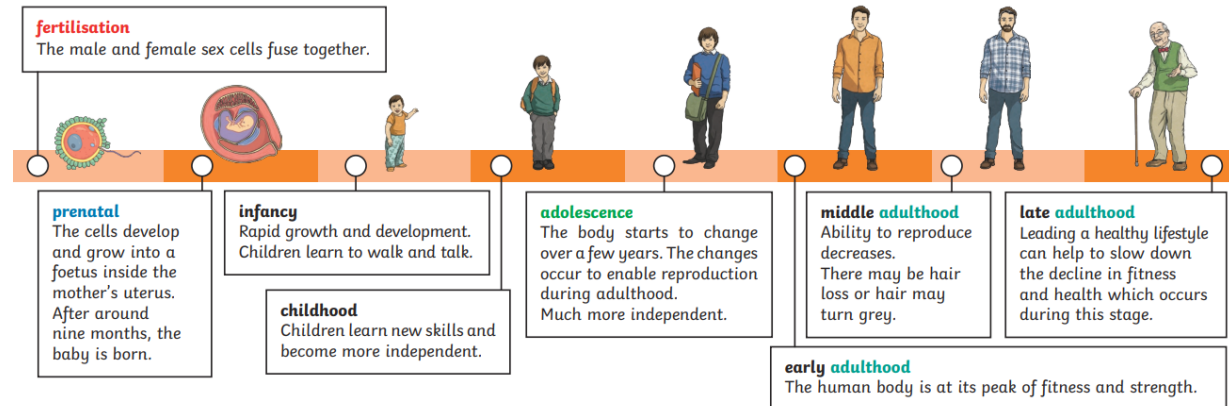 fertilisation
The male and female sex cells fuse together.
prenatal
The cells develop
and grow into a
foetus inside the
mother's uterus.
After around
nine months, the
baby is born.
infancy
Rapid growth and development.
Children learn to walk and talk.
childhood
Children learn new skills and
become more independent.
adolescence
The body starts to change
over a few years. The changes
occur to enable reproduction
during adulthood.
Much more independent.
early adulthood
The human body is at its peak of fitness and strength.
middle adulthood
Ability to reproduce
decreases.
There may be hair
loss or hair may
turn grey.
late adulthood
Leading a healthy lifestyle
can help to slow down
the decline in fitness
and health which occurs
during this stage.